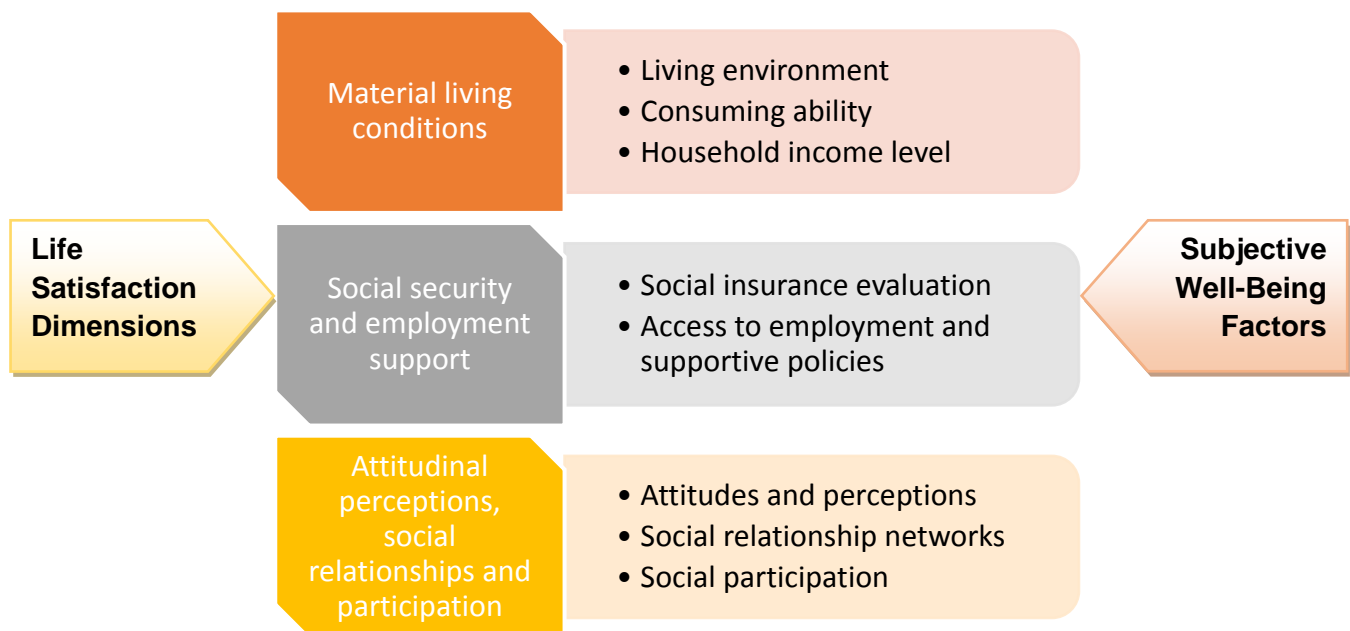 Life
Satisfaction
Dimensions
Material living
conditions
• Living environment
• Consuming ability
• Household income level
Social security
and employment
support
• Social insurance evaluation
• Access to employment and
supportive policies
Attitudinal
perceptions,
social
relationships and
participation
• Attitudes and perceptions
• Social relationship networks
• Social participation
Subjective
Well-Being
Factors